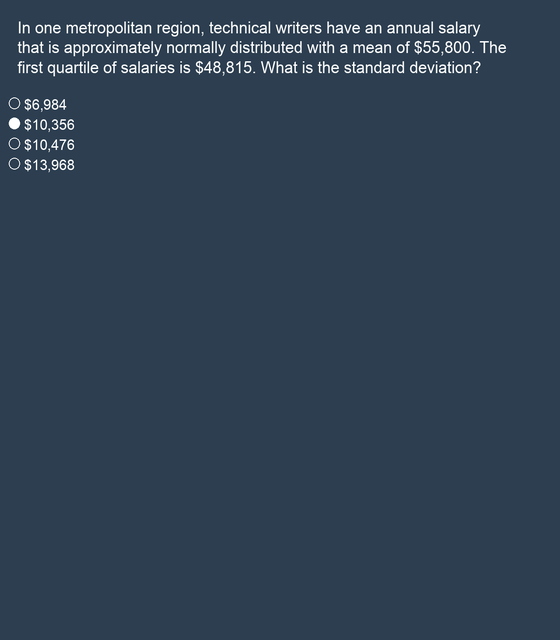 In one metropolitan region, technical writers have an annual salary
that is approximately normally distributed with a mean of $55,800. The
first quartile of salaries is $48,815. What is the standard deviation?
$6,984
$10,356
$10,476
$13,968